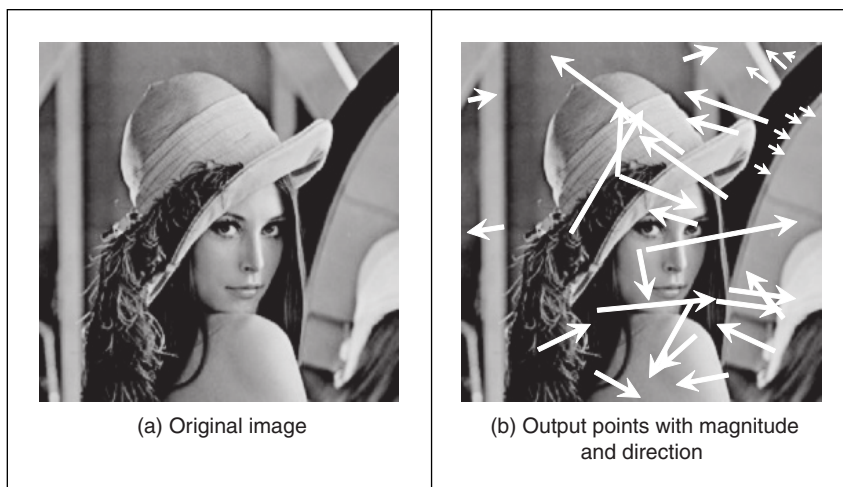 (a) Original image
(b) Output points with magnitude
and direction